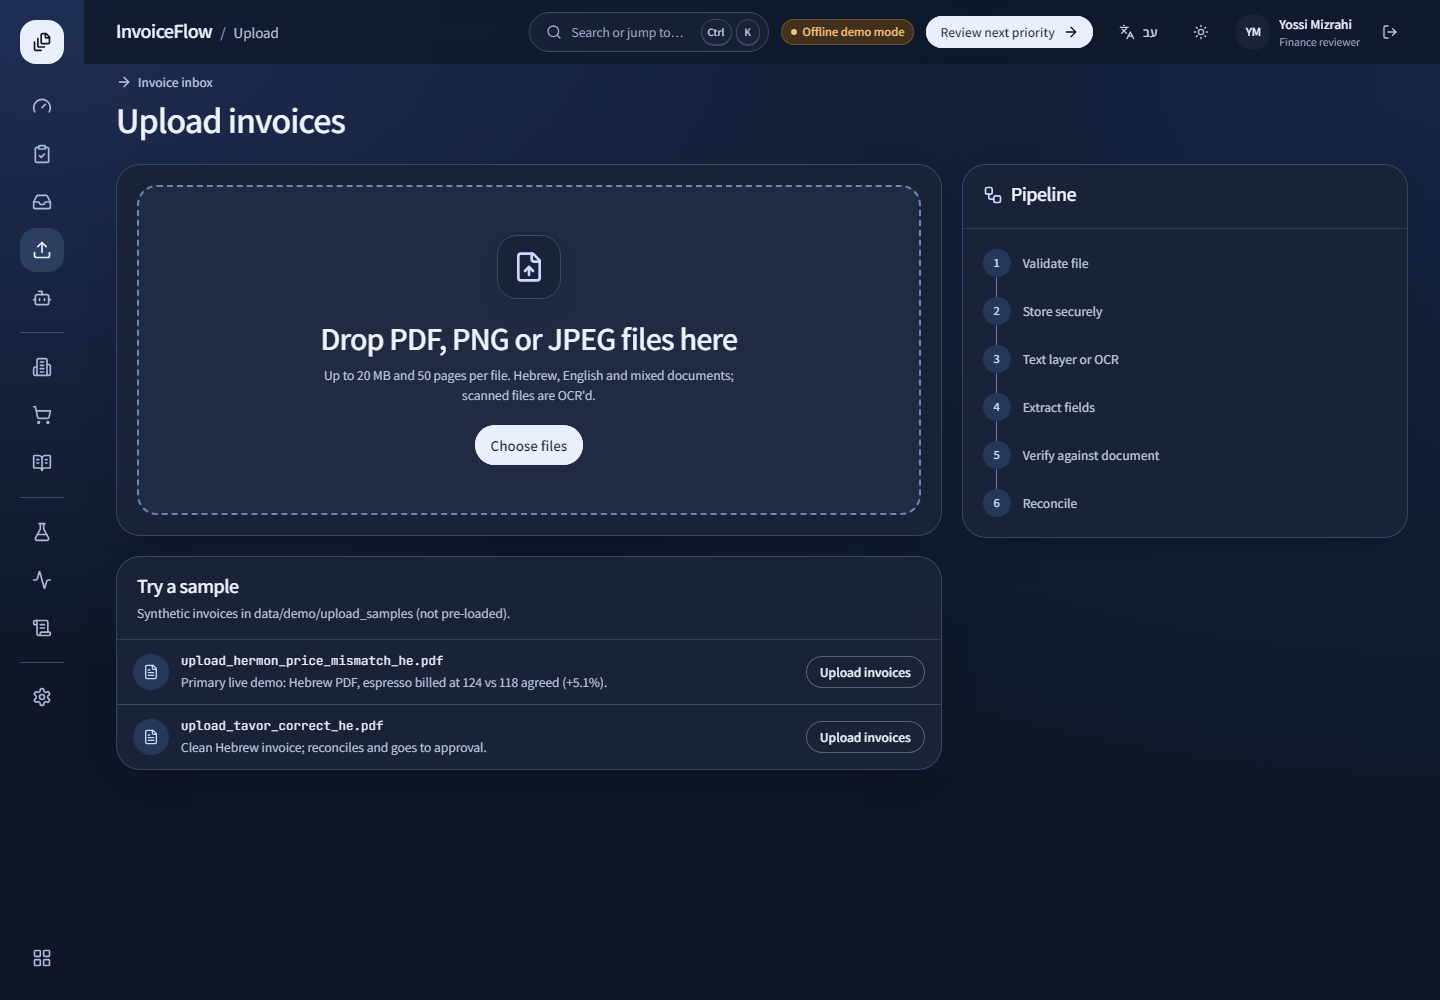 InvoiceFlow / Upload
Search or jump to…
Ctrl K
Offline demo mode
Review next priority
עב
YM
Yossi Mizrahi
Finance reviewer
Invoice inbox
Upload invoices
Drop PDF, PNG or JPEG files here
Up to 20 MB and 50 pages per file. Hebrew, English and mixed documents;
scanned files are OCR'd.
Choose files
Pipeline
1 Validate file
2 Store securely
3 Text layer or OCR
4 Extract fields
5 Verify against document
6 Reconcile
Try a sample
Synthetic invoices in data/demo/upload_samples (not pre-loaded).
upload_hermon_price_mismatch_he.pdf
Primary live demo: Hebrew PDF, espresso billed at 124 vs 118 agreed (+5.1%).
Upload invoices
upload_tavor_correct_he.pdf
Clean Hebrew invoice; reconciles and goes to approval.
Upload invoices